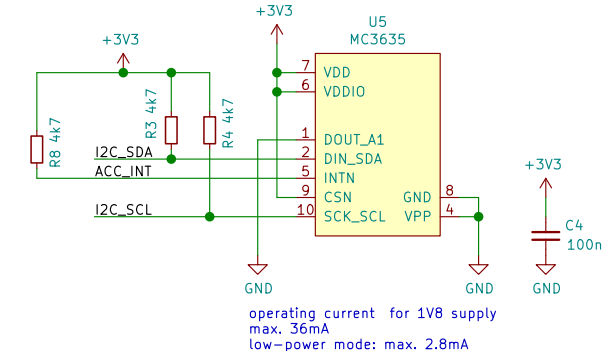 +3V3
U5
MC3635
+3V3
7 VDD
6 VDDIO
R3 4k7
R4 4k7
R8 4k7
1 DOUT_A1
I2C_SDA 2 DIN_SDA
ACC_INT 5 INTN
+3V3
9 CSN GND 8
I2C_SCL 10 SCK_SCL VPP 4
C4
100n
GND
GND
GND
operating current  for 1V8 supply
max. 36mA
low-power mode: max. 2.8mA